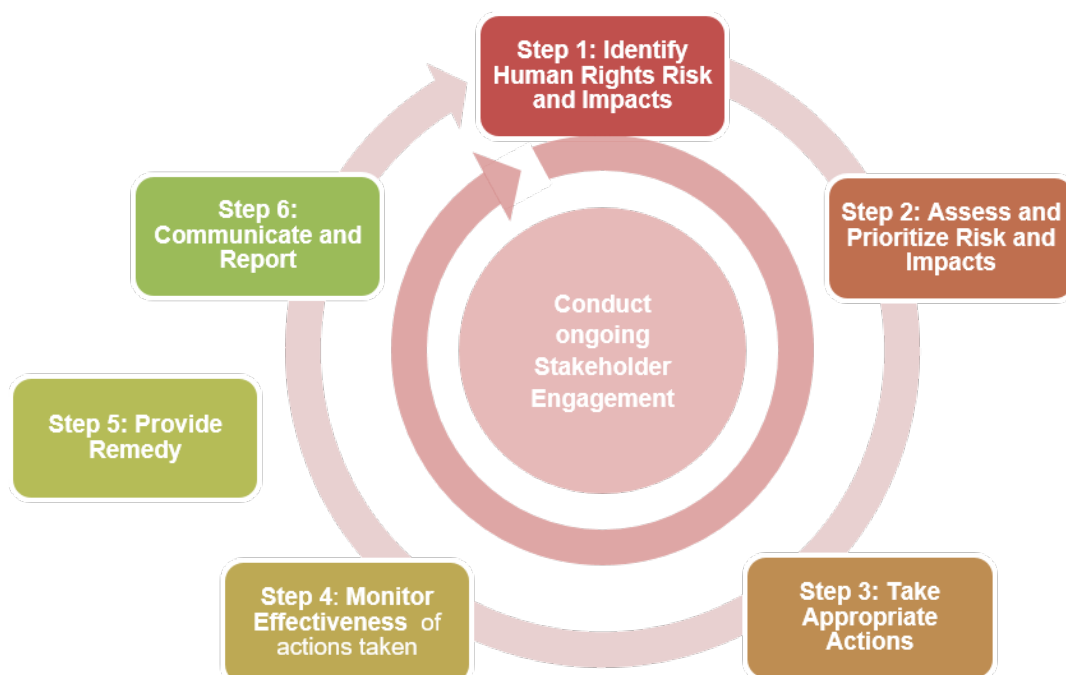 Step 1: Identify
Human Rights Risk
and Impacts
Step 2: Assess and
Prioritize Risk and
Impacts
Step 3: Take
Appropriate
Actions
Step 4: Monitor
Effectiveness of
actions taken
Step 5: Provide
Remedy
Step 6:
Communicate and
Report
Conduct
ongoing
Stakeholder
Engagement